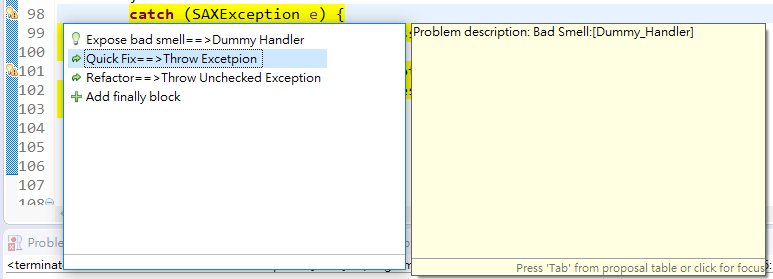 98 catch (SAXException e) {
99
100
101
102
103
104
105
106
107
108
Expose bad smell==>Dummy Handler
Quick Fix==>Throw Excetpion
Refactor==>Throw Unchecked Exception
Add finally block
Problem description: Bad Smell:[Dummy_Handler]
Press 'Tab' from proposal table or click for focus
Problem
<terminat